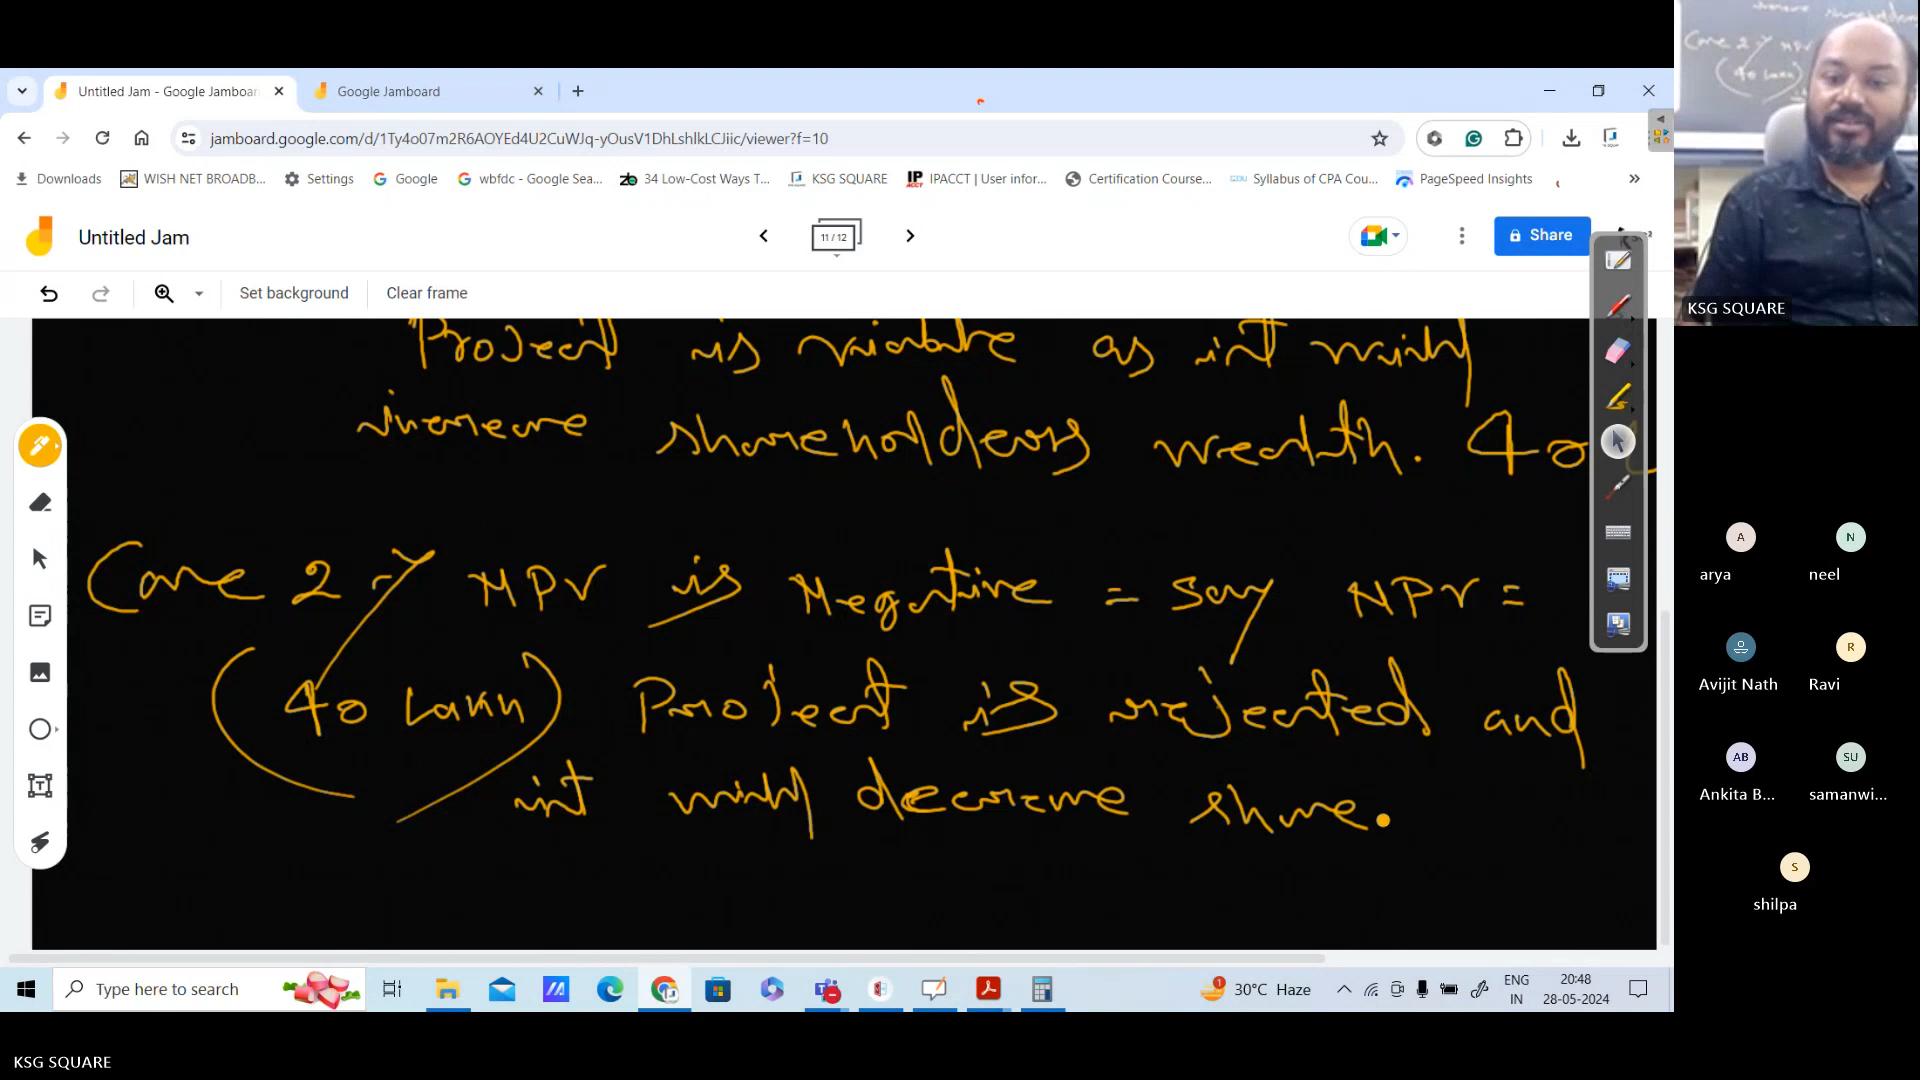 Untitled Jam - Google Jamboar
Google Jamboard
jamboard.google.com/d/1Ty4o07m2R6AOYEd4U2CuWJq-yOusV1DhLshlkLCJiic/viewer?f=10
Downloads
WISH NET BROADB...
Settings
Google
wbfdc - Google Sea...
34 Low-Cost Ways T...
KSG SQUARE
IPACCT | User infor...
Certification Course...
Syllabus of CPA Cou...
PageSpeed Insights
Untitled Jam
11 / 12
Share
Set background
Clear frame
Project is viable as it will
increase shareholders wealth. 40
Case 2 → NPV is Negative = say NPV =
(40 Lakh) Project is rejected and
it will decrease share.
KSG SQUARE
A
arya
N
neel
Avijit Nath
R
Ravi
AB
Ankita B...
SU
samanwi...
S
shilpa
Type here to search
1
30°C Haze
ENG
IN
20:48
28-05-2024
KSG SQUARE